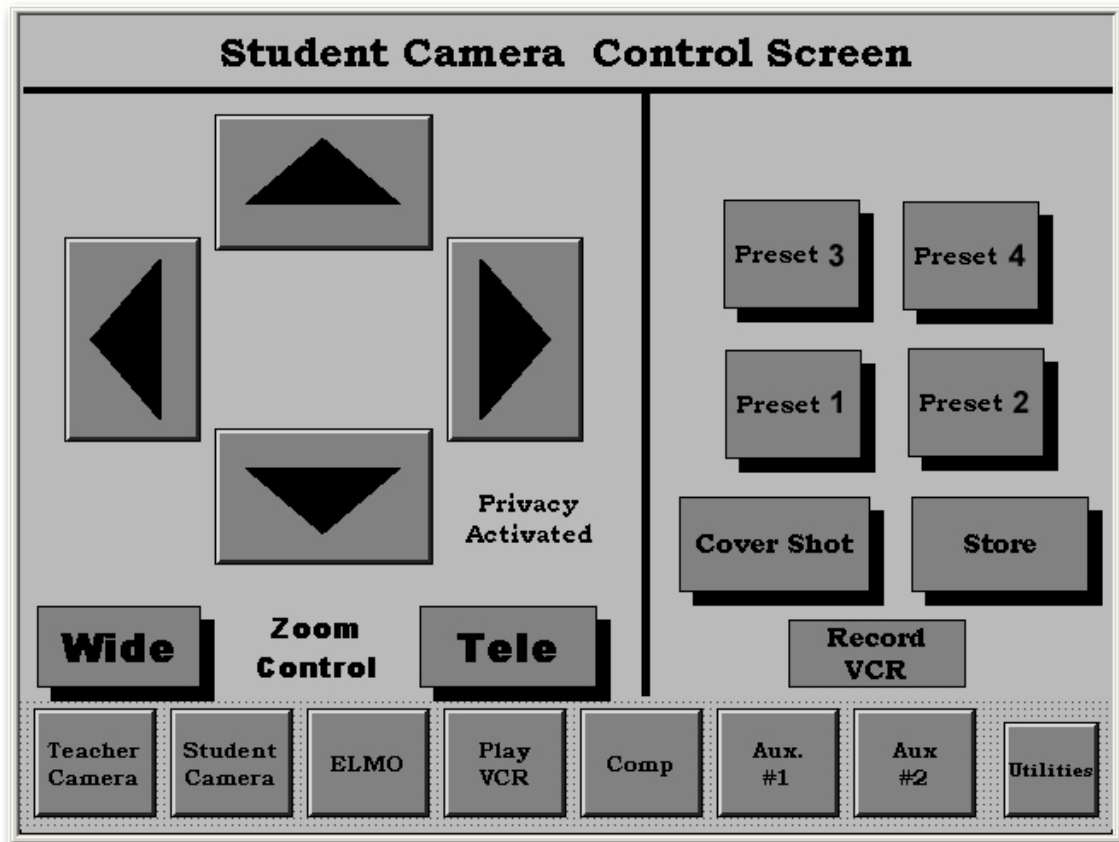 Student Camera Control Screen
Preset 3
Preset 4
Preset 1
Preset 2
Privacy
Activated
Cover Shot
Store
Wide
Zoom
Control
Tele
Record
VCR
Teacher
Camera
Student
Camera
ELMO
Play
VCR
Comp
Aux.
#1
Aux
#2
Utilities